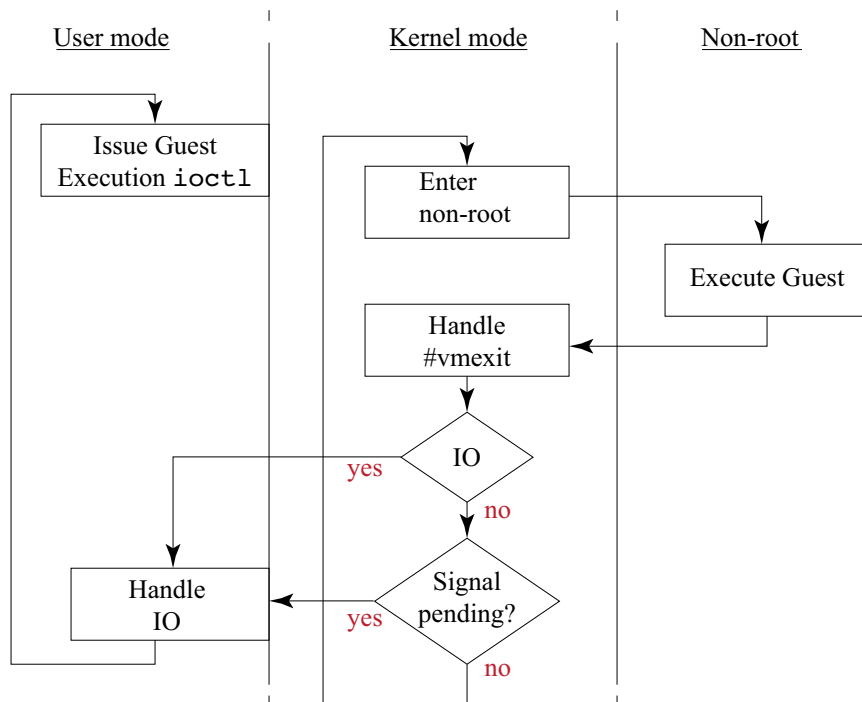 User mode
Kernel mode
Non-root
Issue Guest
Execution ioctl
Enter
non-root
Execute Guest
Handle
#vmexit
IO
yes
no
Handle
IO
Signal
pending?
yes
no